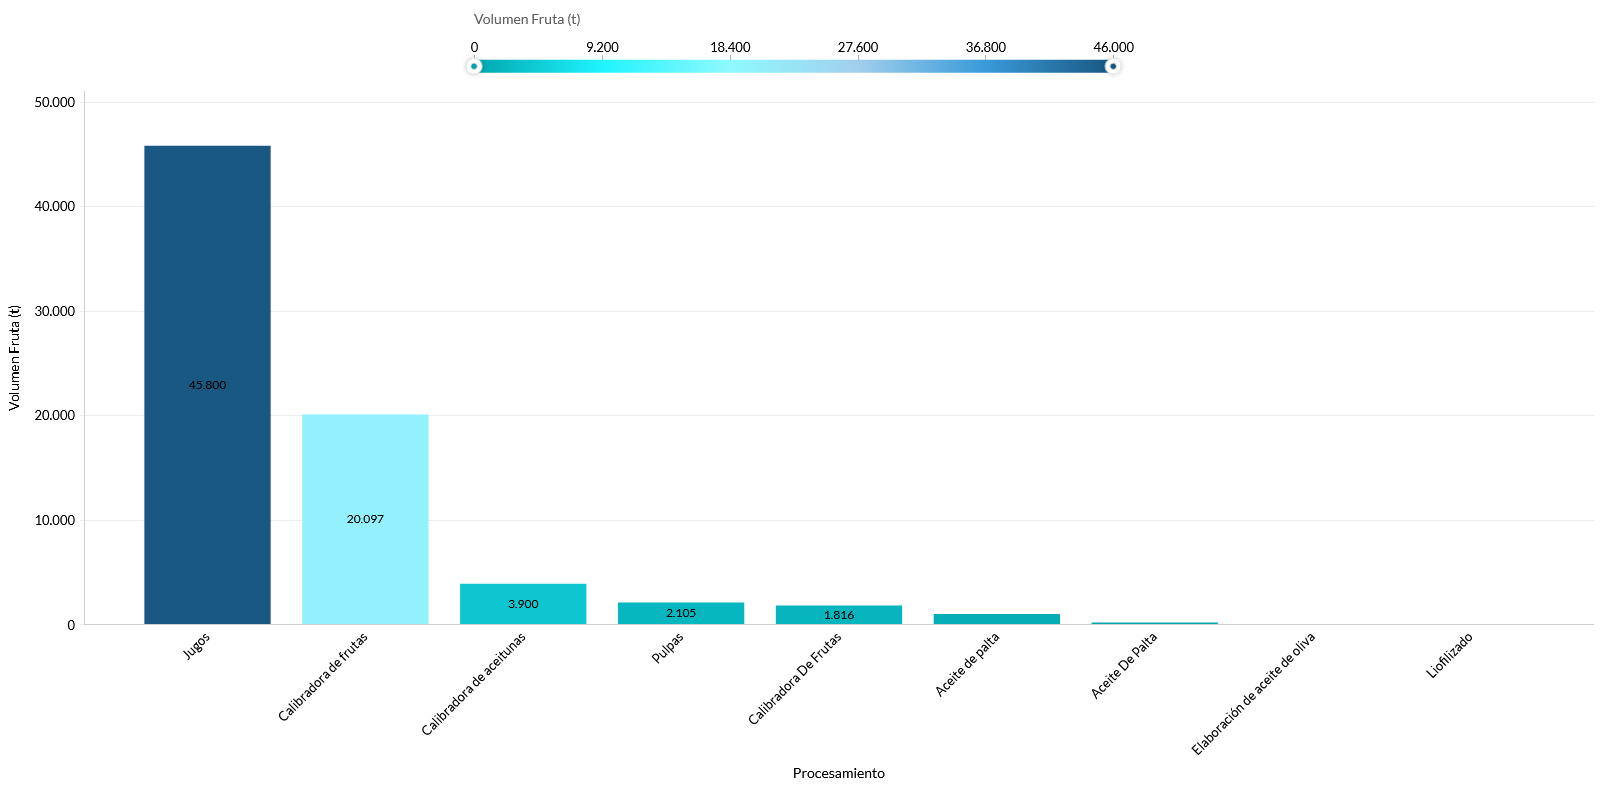 Volumen Fruta (t)
0 9.200 18.400 27.600 36.800 46.000
50.000
40.000
30.000
20.000
10.000
0
Volumen Fruta (t)
45.800
20.097
3.900
2.105
1.816
Jugos
Calibradora de frutas
Calibradora de aceitunas
Pulpas
Calibradora De Frutas
Aceite de palta
Aceite De Palta
Elaboración de aceite de oliva
Liofilizado
Procesamiento